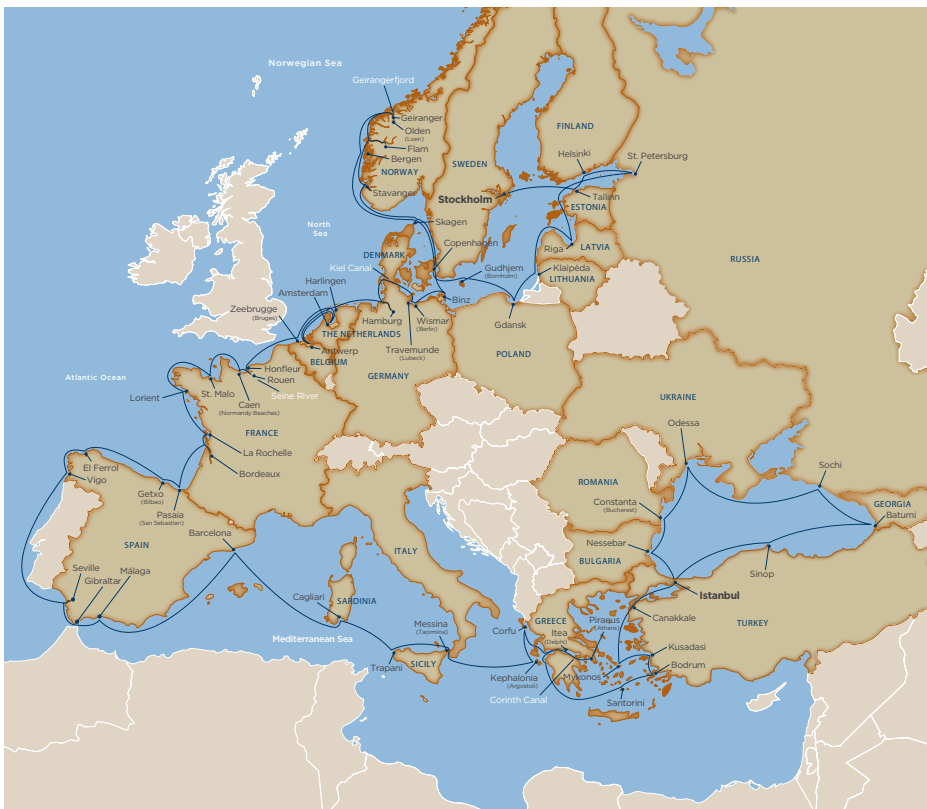 Norwegian Sea
Geirangerfjord
Geiranger
Olden
(Loen)
Flam
Bergen
NORWAY
Stavanger
SWEDEN
FINLAND
Helsinki
St. Petersburg
Stockholm
Tallinn
ESTONIA
North
Sea
Skagen
Riga
LATVIA
RUSSIA
DENMARK
Copenhagen
Kiel Canal
Gudhjem
(Bornholm)
Klaipėda
LITHUANIA
Harlingen
Amsterdam
Binz
Zeebrugge
(Bruges)
Hamburg
Wismar
(Berlin)
Gdansk
THE NETHERLANDS
Antwerp
BELGIUM
Travemunde
(Lubeck)
POLAND
GERMANY
Atlantic Ocean
Honfleur
Rouen
Seine River
St. Malo
Caen
(Normandy Beaches)
Lorient
UKRAINE
Odessa
FRANCE
La Rochelle
Bordeaux
El Ferrol
Vigo
Getxo
(Bilbao)
Pasaia
(San Sebastian)
Sochi
ROMANIA
Constanta
(Bucharest)
GEORGIA
Batumi
Barcelona
SPAIN
ITALY
Nessebar
BULGARIA
Sinop
Seville
Gibraltar
Málaga
Istanbul
Cagliari
SARDINIA
Canakkale
Messina
(Taormina)
GREECE
Piraeus
(Athens)
TURKEY
Corfu
Itea
(Delphi)
Mediterranean Sea
Kusadasi
Trapani
SICILY
Bodrum
Kephalonia
(Argostoli)
Mykonos
Corinth Canal
Santorini